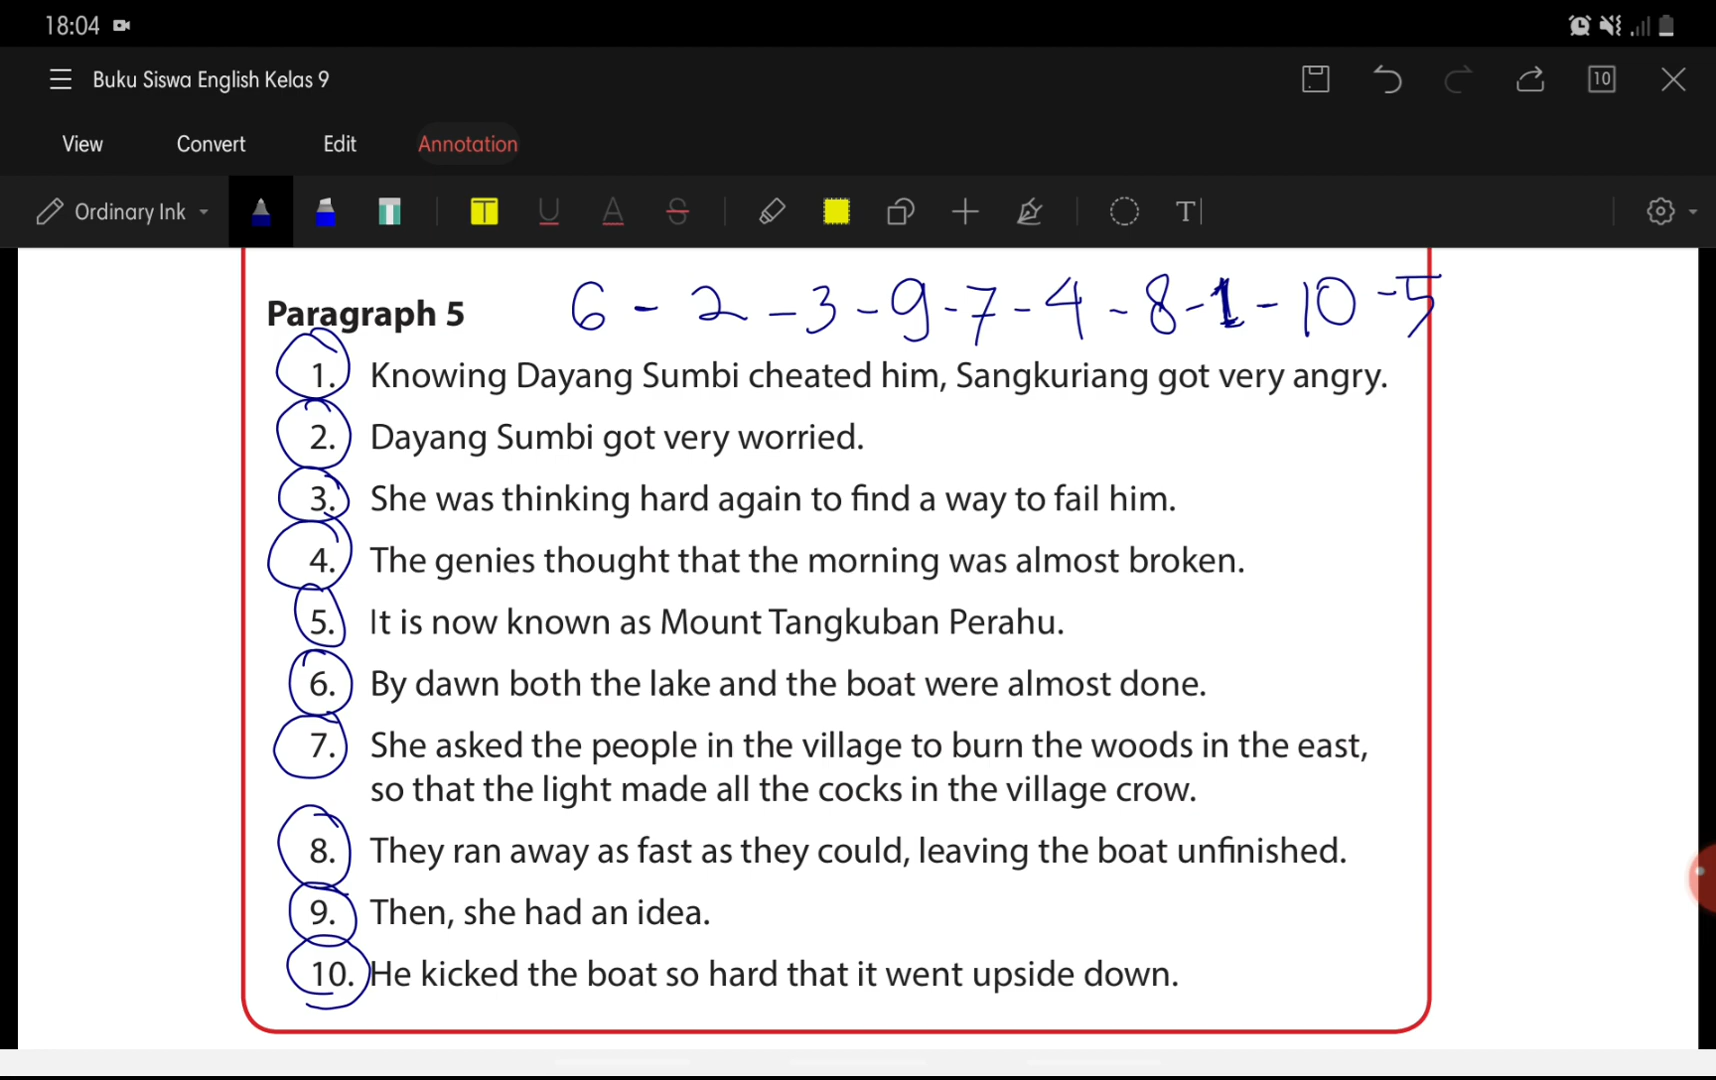 18:04
Buku Siswa English Kelas 9
10
View Convert Edit Annotation
Ordinary Ink T U A S T
Paragraph 5 6 - 2 - 3 - 9 - 7 - 4 - 8 - 1 - 10 - 5
1. Knowing Dayang Sumbi cheated him, Sangkuriang got very angry.
2. Dayang Sumbi got very worried.
3. She was thinking hard again to find a way to fail him.
4. The genies thought that the morning was almost broken.
5. It is now known as Mount Tangkuban Perahu.
6. By dawn both the lake and the boat were almost done.
7. She asked the people in the village to burn the woods in the east,
so that the light made all the cocks in the village crow.
8. They ran away as fast as they could, leaving the boat unfinished.
9. Then, she had an idea.
10. He kicked the boat so hard that it went upside down.